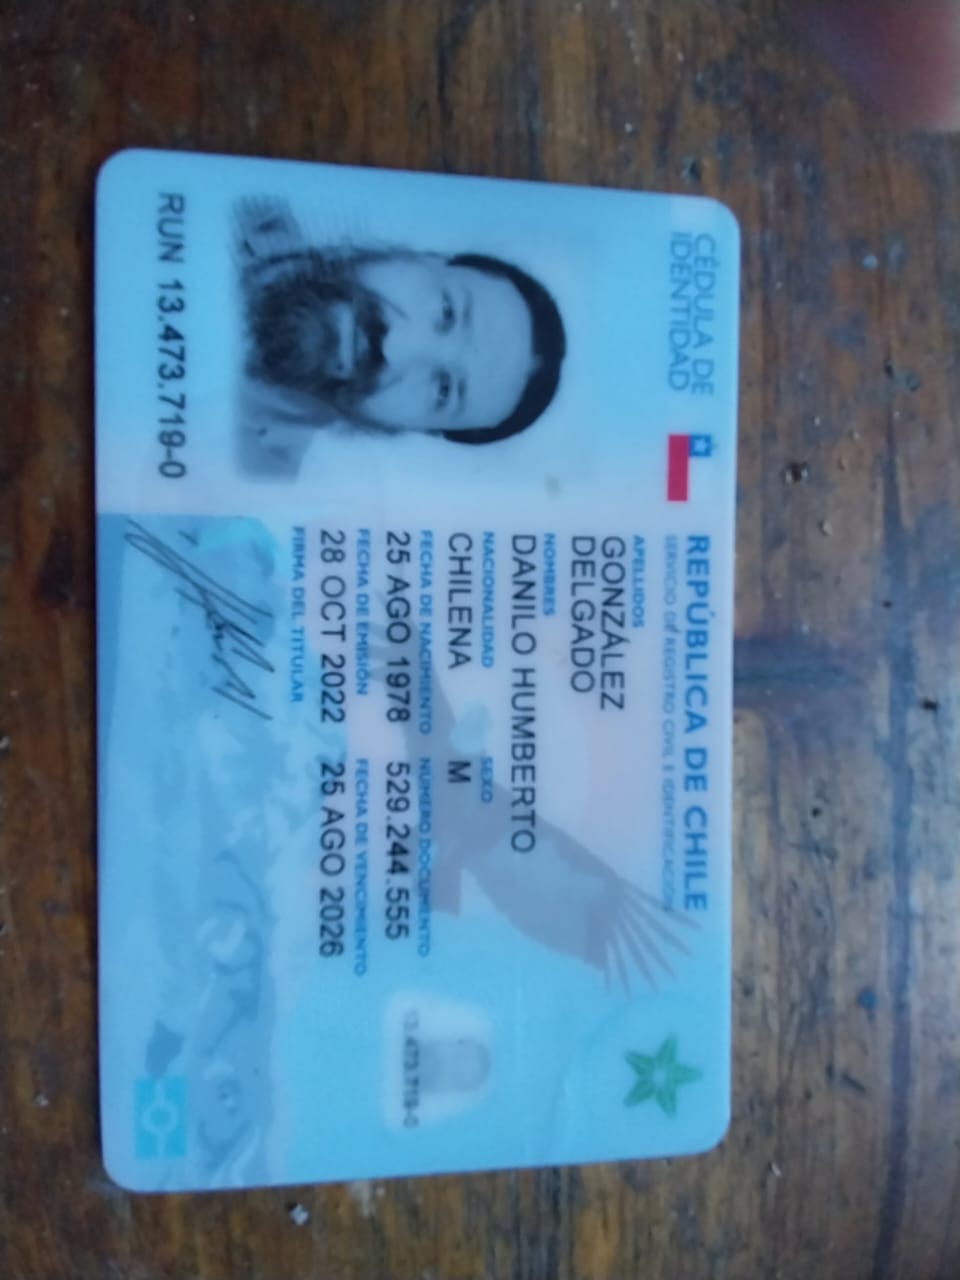 CÉDULA DE
IDENTIDAD
REPÚBLICA DE CHILE
SERVICIO DE REGISTRO CIVIL E IDENTIFICACIÓN
APELLIDOS
GONZÁLEZ
DELGADO
NOMBRES
DANILO HUMBERTO
NACIONALIDAD SEXO
CHILENA M
FECHA DE NACIMIENTO NÚMERO DOCUMENTO
25 AGO 1978 529.244.555
13.473.719-0
FECHA DE EMISIÓN FECHA DE VENCIMIENTO
28 OCT 2022 25 AGO 2026
FIRMA DEL TITULAR
RUN 13.473.719-0